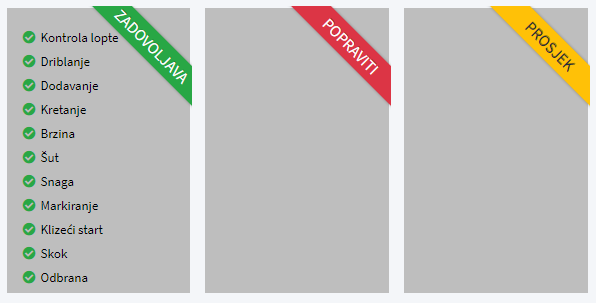 ZADOVOLJAVA
Kontrola lopte
Driblanje
Dodavanje
Kretanje
Brzina
Šut
Snaga
Markiranje
Klizeći start
Skok
Odbrana
POPRAVITI
PROSJEK